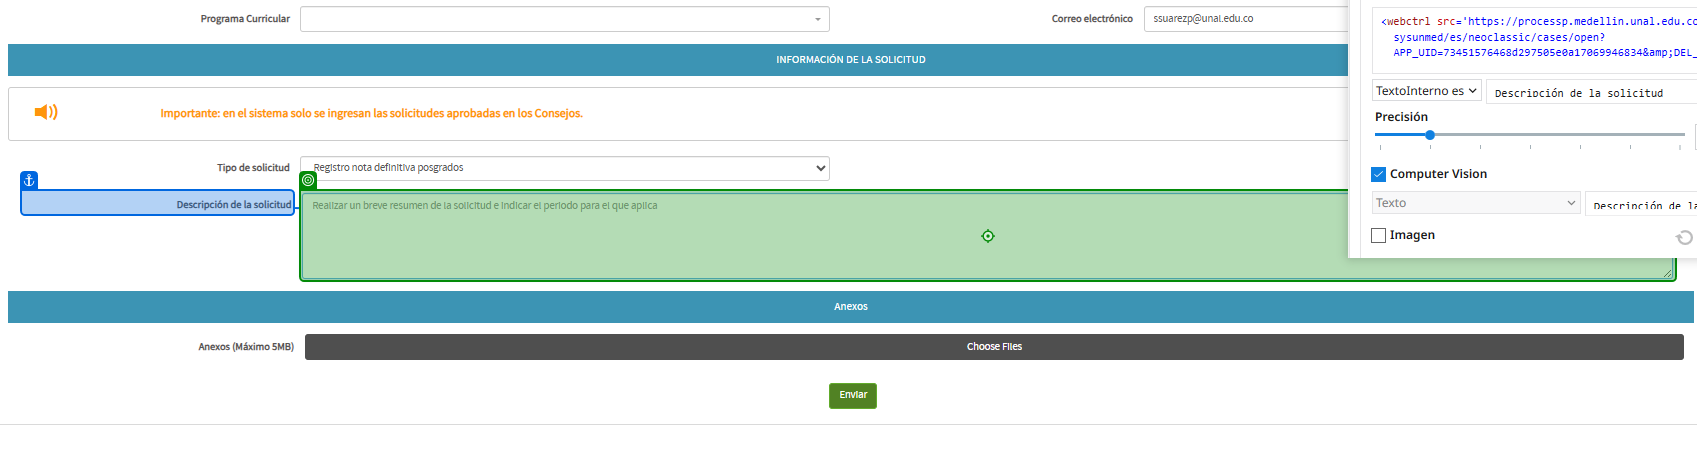 Programa Curricular
Correo electrónico ssuarezp@unal.edu.co
INFORMACIÓN DE LA SOLICITUD
Importante: en el sistema solo se ingresan las solicitudes aprobadas en los Consejos.
Tipo de solicitud Registro nota definitiva posgrados
Descripción de la solicitud Realizar un breve resumen de la solicitud e indicar el periodo para el que aplica
Anexos
Anexos (Máximo 5MB) Choose Files
Enviar
<webctrl src='https://processp.medellin.unal.edu.co
sysunmed/es/neoclassic/cases/open?
APP_UID=73451576468d297505e0a17069946834&amp;DEL_
TextoInterno es Descripción de la solicitud
Precisión
Computer Vision
Texto Descripción de la
Imagen